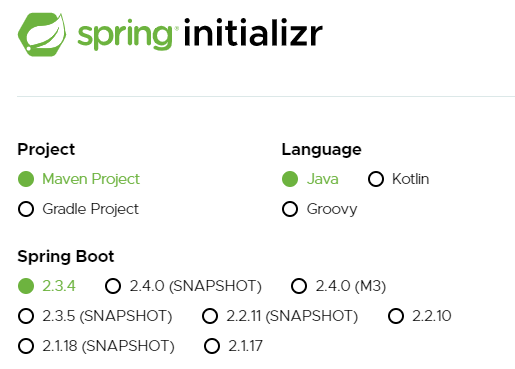 spring initializr
Project
Maven Project
Gradle Project
Language
Java Kotlin
Groovy
Spring Boot
2.3.4 2.4.0 (SNAPSHOT) 2.4.0 (M3)
2.3.5 (SNAPSHOT) 2.2.11 (SNAPSHOT) 2.2.10
2.1.18 (SNAPSHOT) 2.1.17